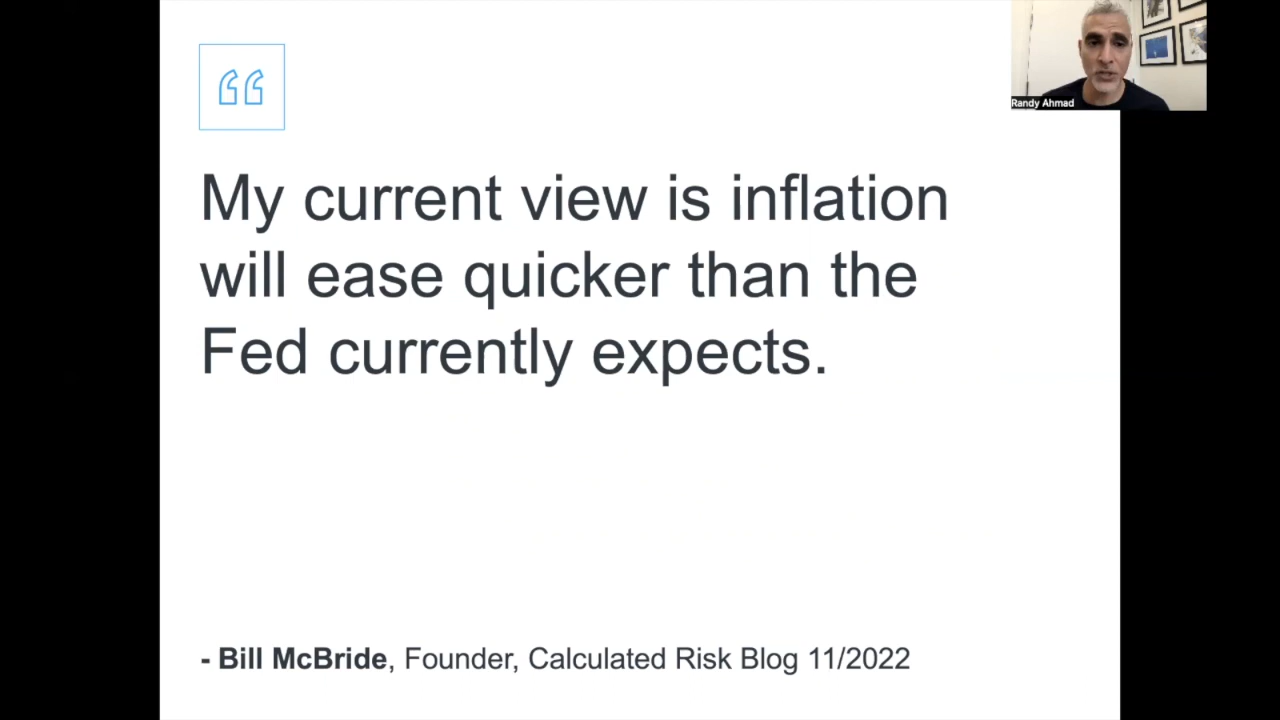 Randy Ahmad
“
My current view is inflation
will ease quicker than the
Fed currently expects.
- Bill McBride, Founder, Calculated Risk Blog 11/2022